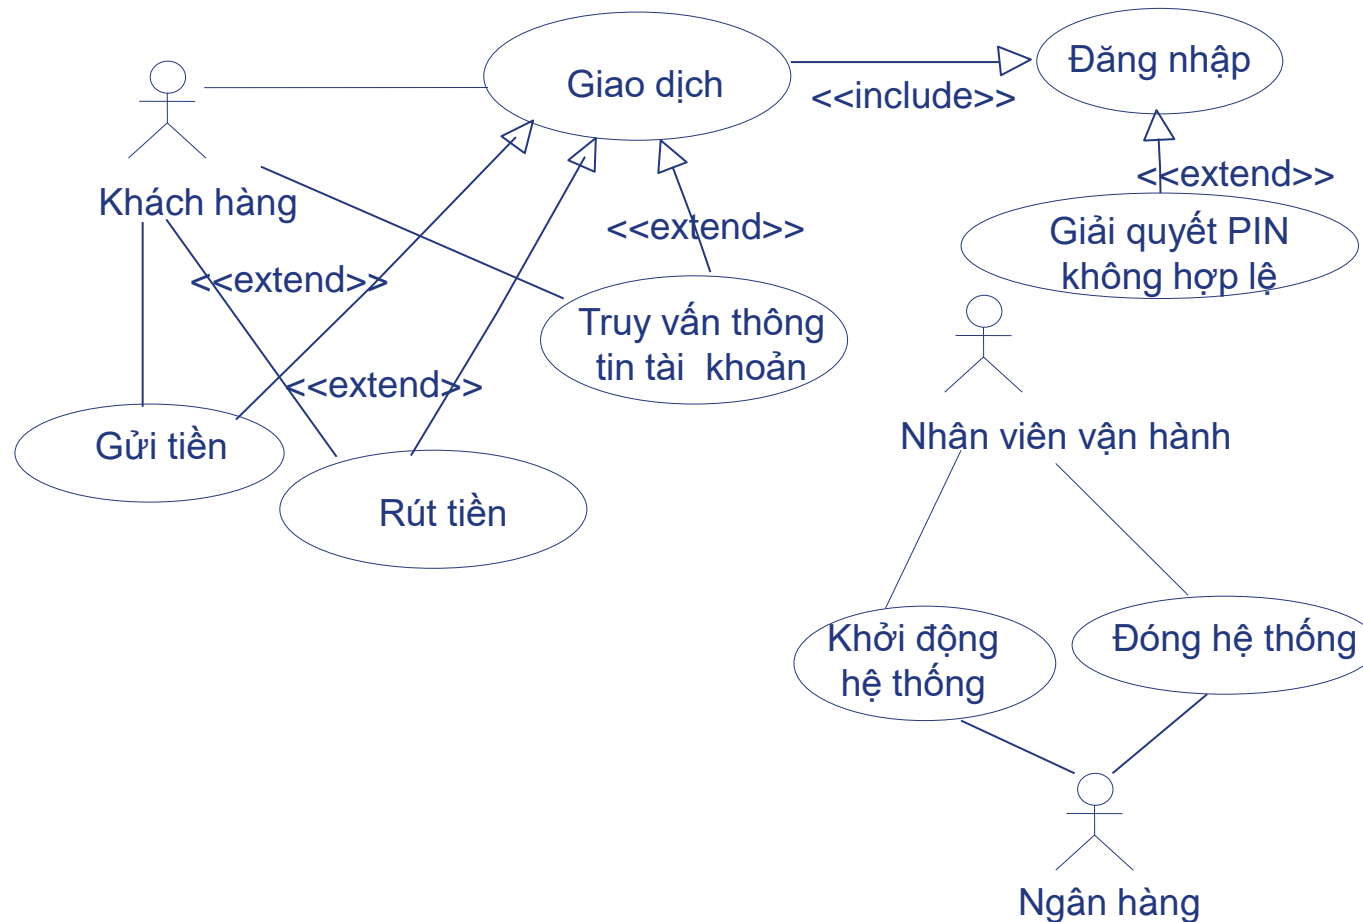 Giao dịch
Đăng nhập
<<include>>
<<extend>>
Khách hàng
Giải quyết PIN
không hợp lệ
<<extend>>
<<extend>>
Truy vấn thông
tin tài khoản
<<extend>>
Gửi tiền
Rút tiền
Nhân viên vận hành
Khởi động
hệ thống
Đóng hệ thống
Ngân hàng